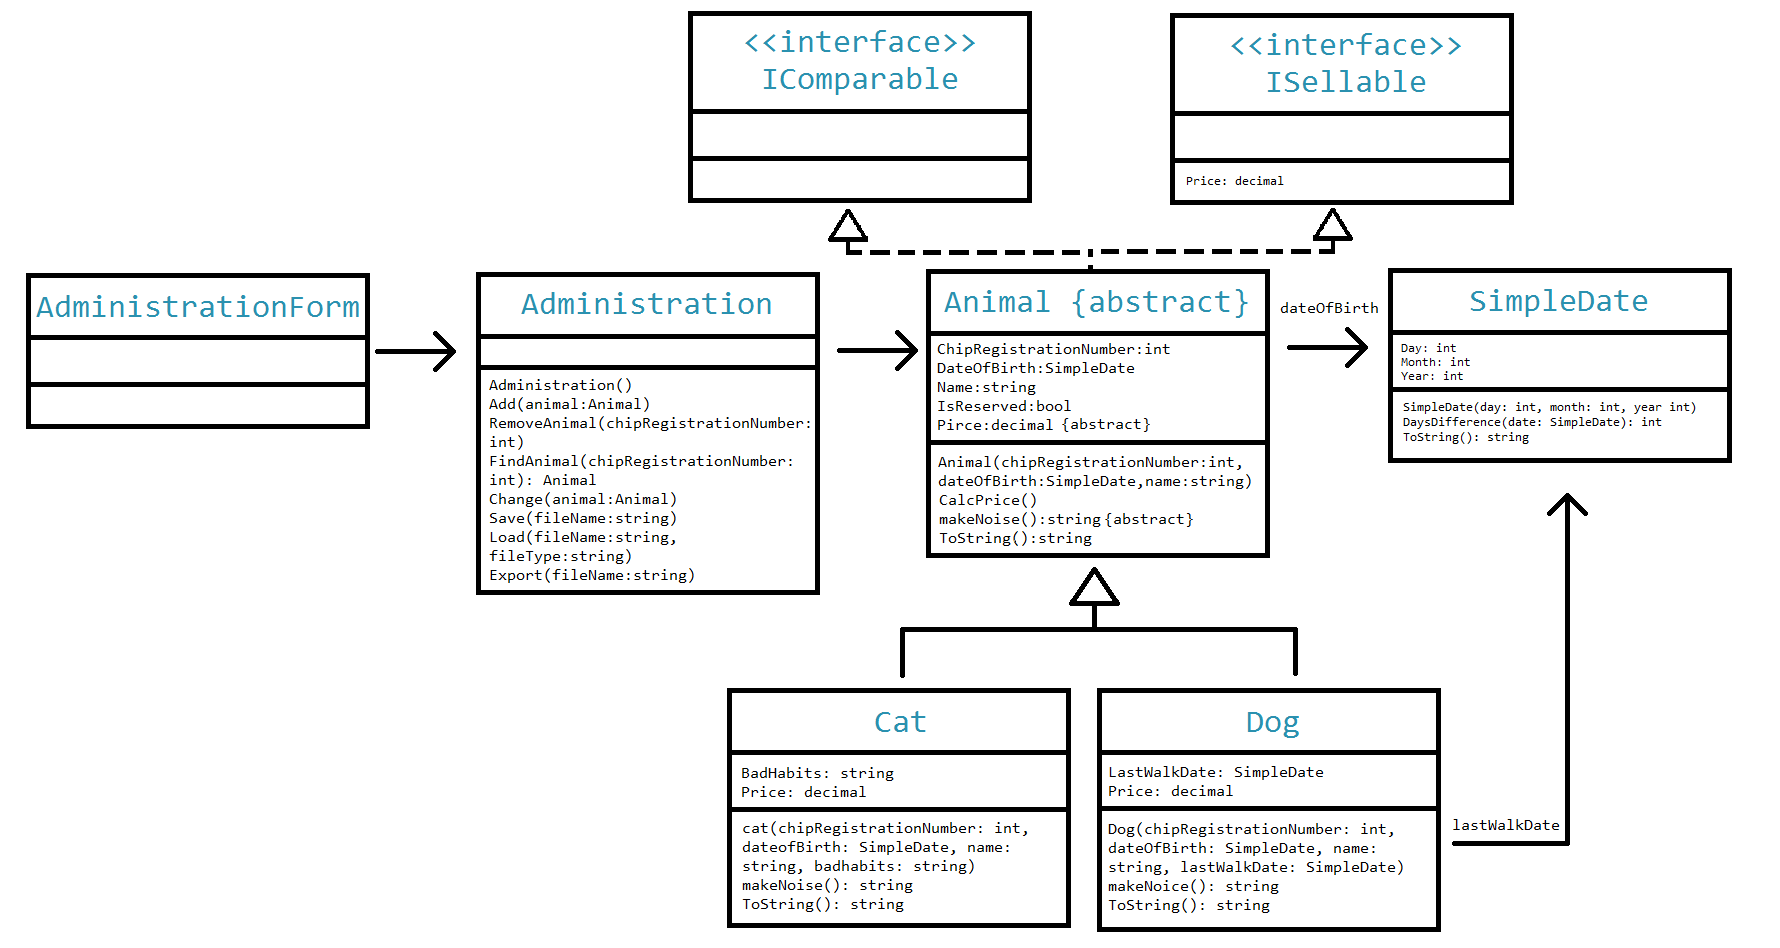 <<interface>>
IComparable
<<interface>>
ISellable
Price: decimal
AdministrationForm
Administration
Administration()
Add(animal:Animal)
RemoveAnimal(chipRegistrationNumber:
int)
FindAnimal(chipRegistrationNumber:
int): Animal
Change(animal:Animal)
Save(fileName:string)
Load(fileName:string,
fileType:string)
Export(fileName:string)
Animal {abstract}
ChipRegistrationNumber:int
DateOfBirth:SimpleDate
Name:string
IsReserved:bool
Pirce:decimal {abstract}
Animal(chipRegistrationNumber:int,
dateOfBirth:SimpleDate,name:string)
CalcPrice()
makeNoise():string{abstract}
ToString():string
dateOfBirth
SimpleDate
Day: int
Month: int
Year: int
SimpleDate(day: int, month: int, year int)
DaysDifference(date: SimpleDate): int
ToString(): string
Cat
BadHabits: string
Price: decimal
cat(chipRegistrationNumber: int,
dateofBirth: SimpleDate, name:
string, badhabits: string)
makeNoise(): string
ToString(): string
Dog
LastWalkDate: SimpleDate
Price: decimal
Dog(chipRegistrationNumber: int,
dateOfBirth: SimpleDate, name:
string, lastWalkDate: SimpleDate)
makeNoice(): string
ToString(): string
lastWalkDate